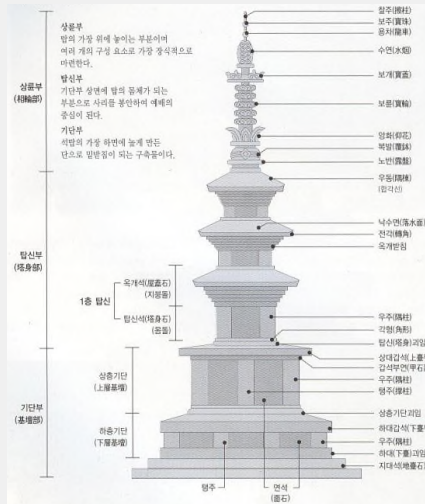 상륜부
탑의 가장 위에 놓이는 부분이며
여러 개의 구성 요소로 가장 장식적으로
마련한다.
탑신부
기단부 상면에 탑의 몸체가 되는
부분으로 사리를 봉안하여 예배의
중심이 된다.
기단부
석탑의 가장 하면에 높게 만든
단으로 밑받침이 되는 구축물이다.
상륜부
(相輪部)
탑신부
(塔身部)
기단부
(基壇部)
1층 탑신
옥개석(屋蓋石)
(지붕돌)
탑신석(塔身石)
(몸돌)
상층기단
(上層基壇)
하층기단
(下層基壇)
찰주(擦柱)
보주(寶珠)
용차(龍車)
수연(水烟)
보개(寶蓋)
보륜(寶輪)
앙화(仰花)
복발(覆鉢)
노반(露盤)
우동(隅棟)
(합각선)
낙수면(落水面)
전각(轉角)
옥개받침
우주(隅柱)
각형(角形)
탑신(塔身)괴임
상대갑석(上臺
갑석부연(甲石
우주(隅柱)
탱주(撑柱)
상층기단괴임
하대갑석(下臺
우주(隅柱)
하대(下臺)괴임
지대석(地臺石)
탱주
면석
(面石)